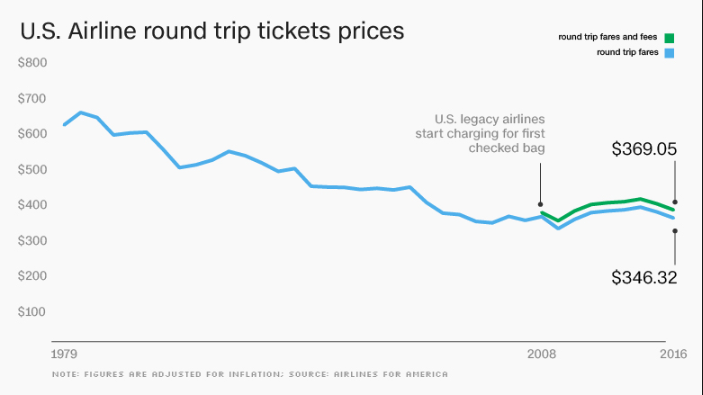 U.S. Airline round trip tickets prices
round trip fares and fees
round trip fares
$800
$700
$600
$500
$400
$300
$200
$100
U.S. legacy airlines
start charging for first
checked bag
$369.05
$346.32
1979
2008
2016
NOTE: FIGURES ARE ADJUSTED FOR INFLATION; SOURCE: AIRLINES FOR AMERICA